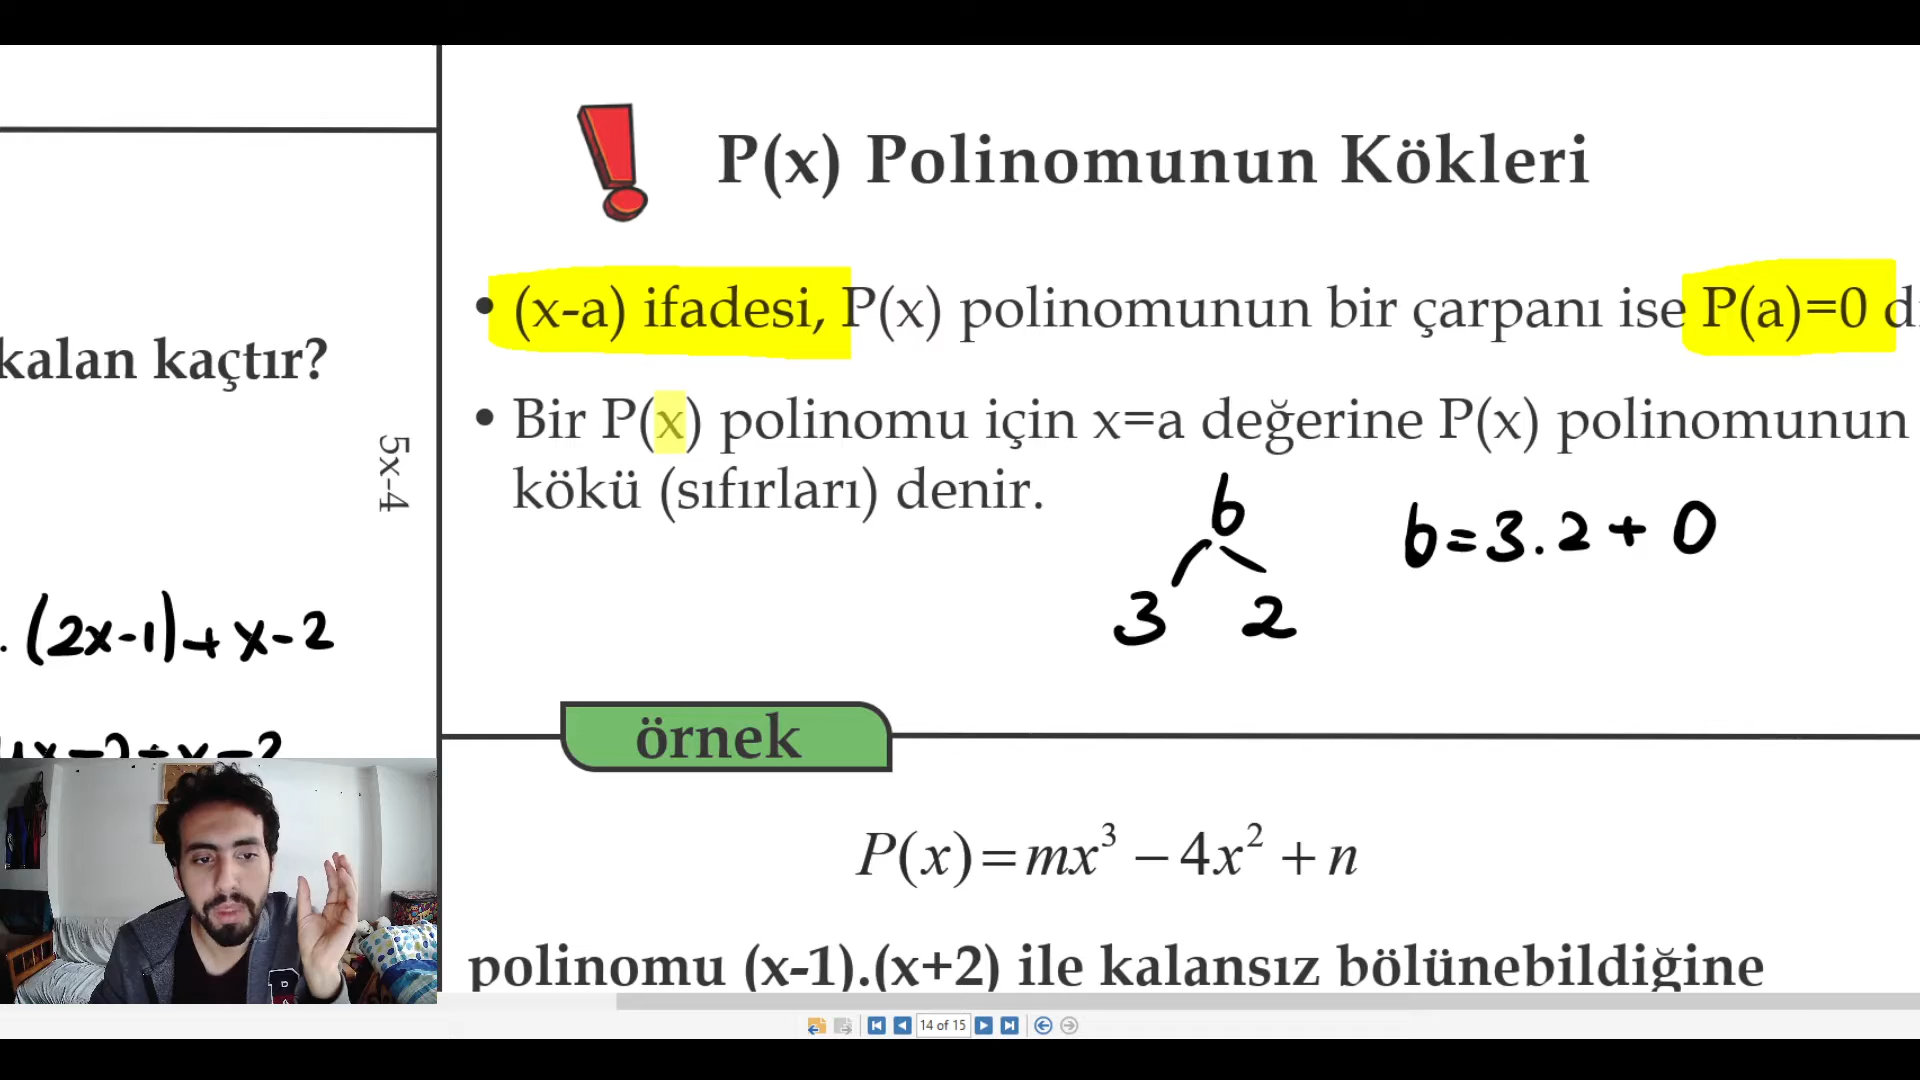 kalan kaçtır?
5x-4
. (2x-1)+ x-2
P(x) Polinomunun Kökleri
• (x-a) ifadesi, P(x) polinomunun bir çarpanı ise P(a)=0 d
• Bir P(x) polinomu için x=a değerine P(x) polinomunun
kökü (sıfırları) denir.
6
3 2
6=3.2+0
örnek
P(x)=mx³−4x²+n
polinomu (x-1).(x+2) ile kalansız bölünebildiğine
14 of 15